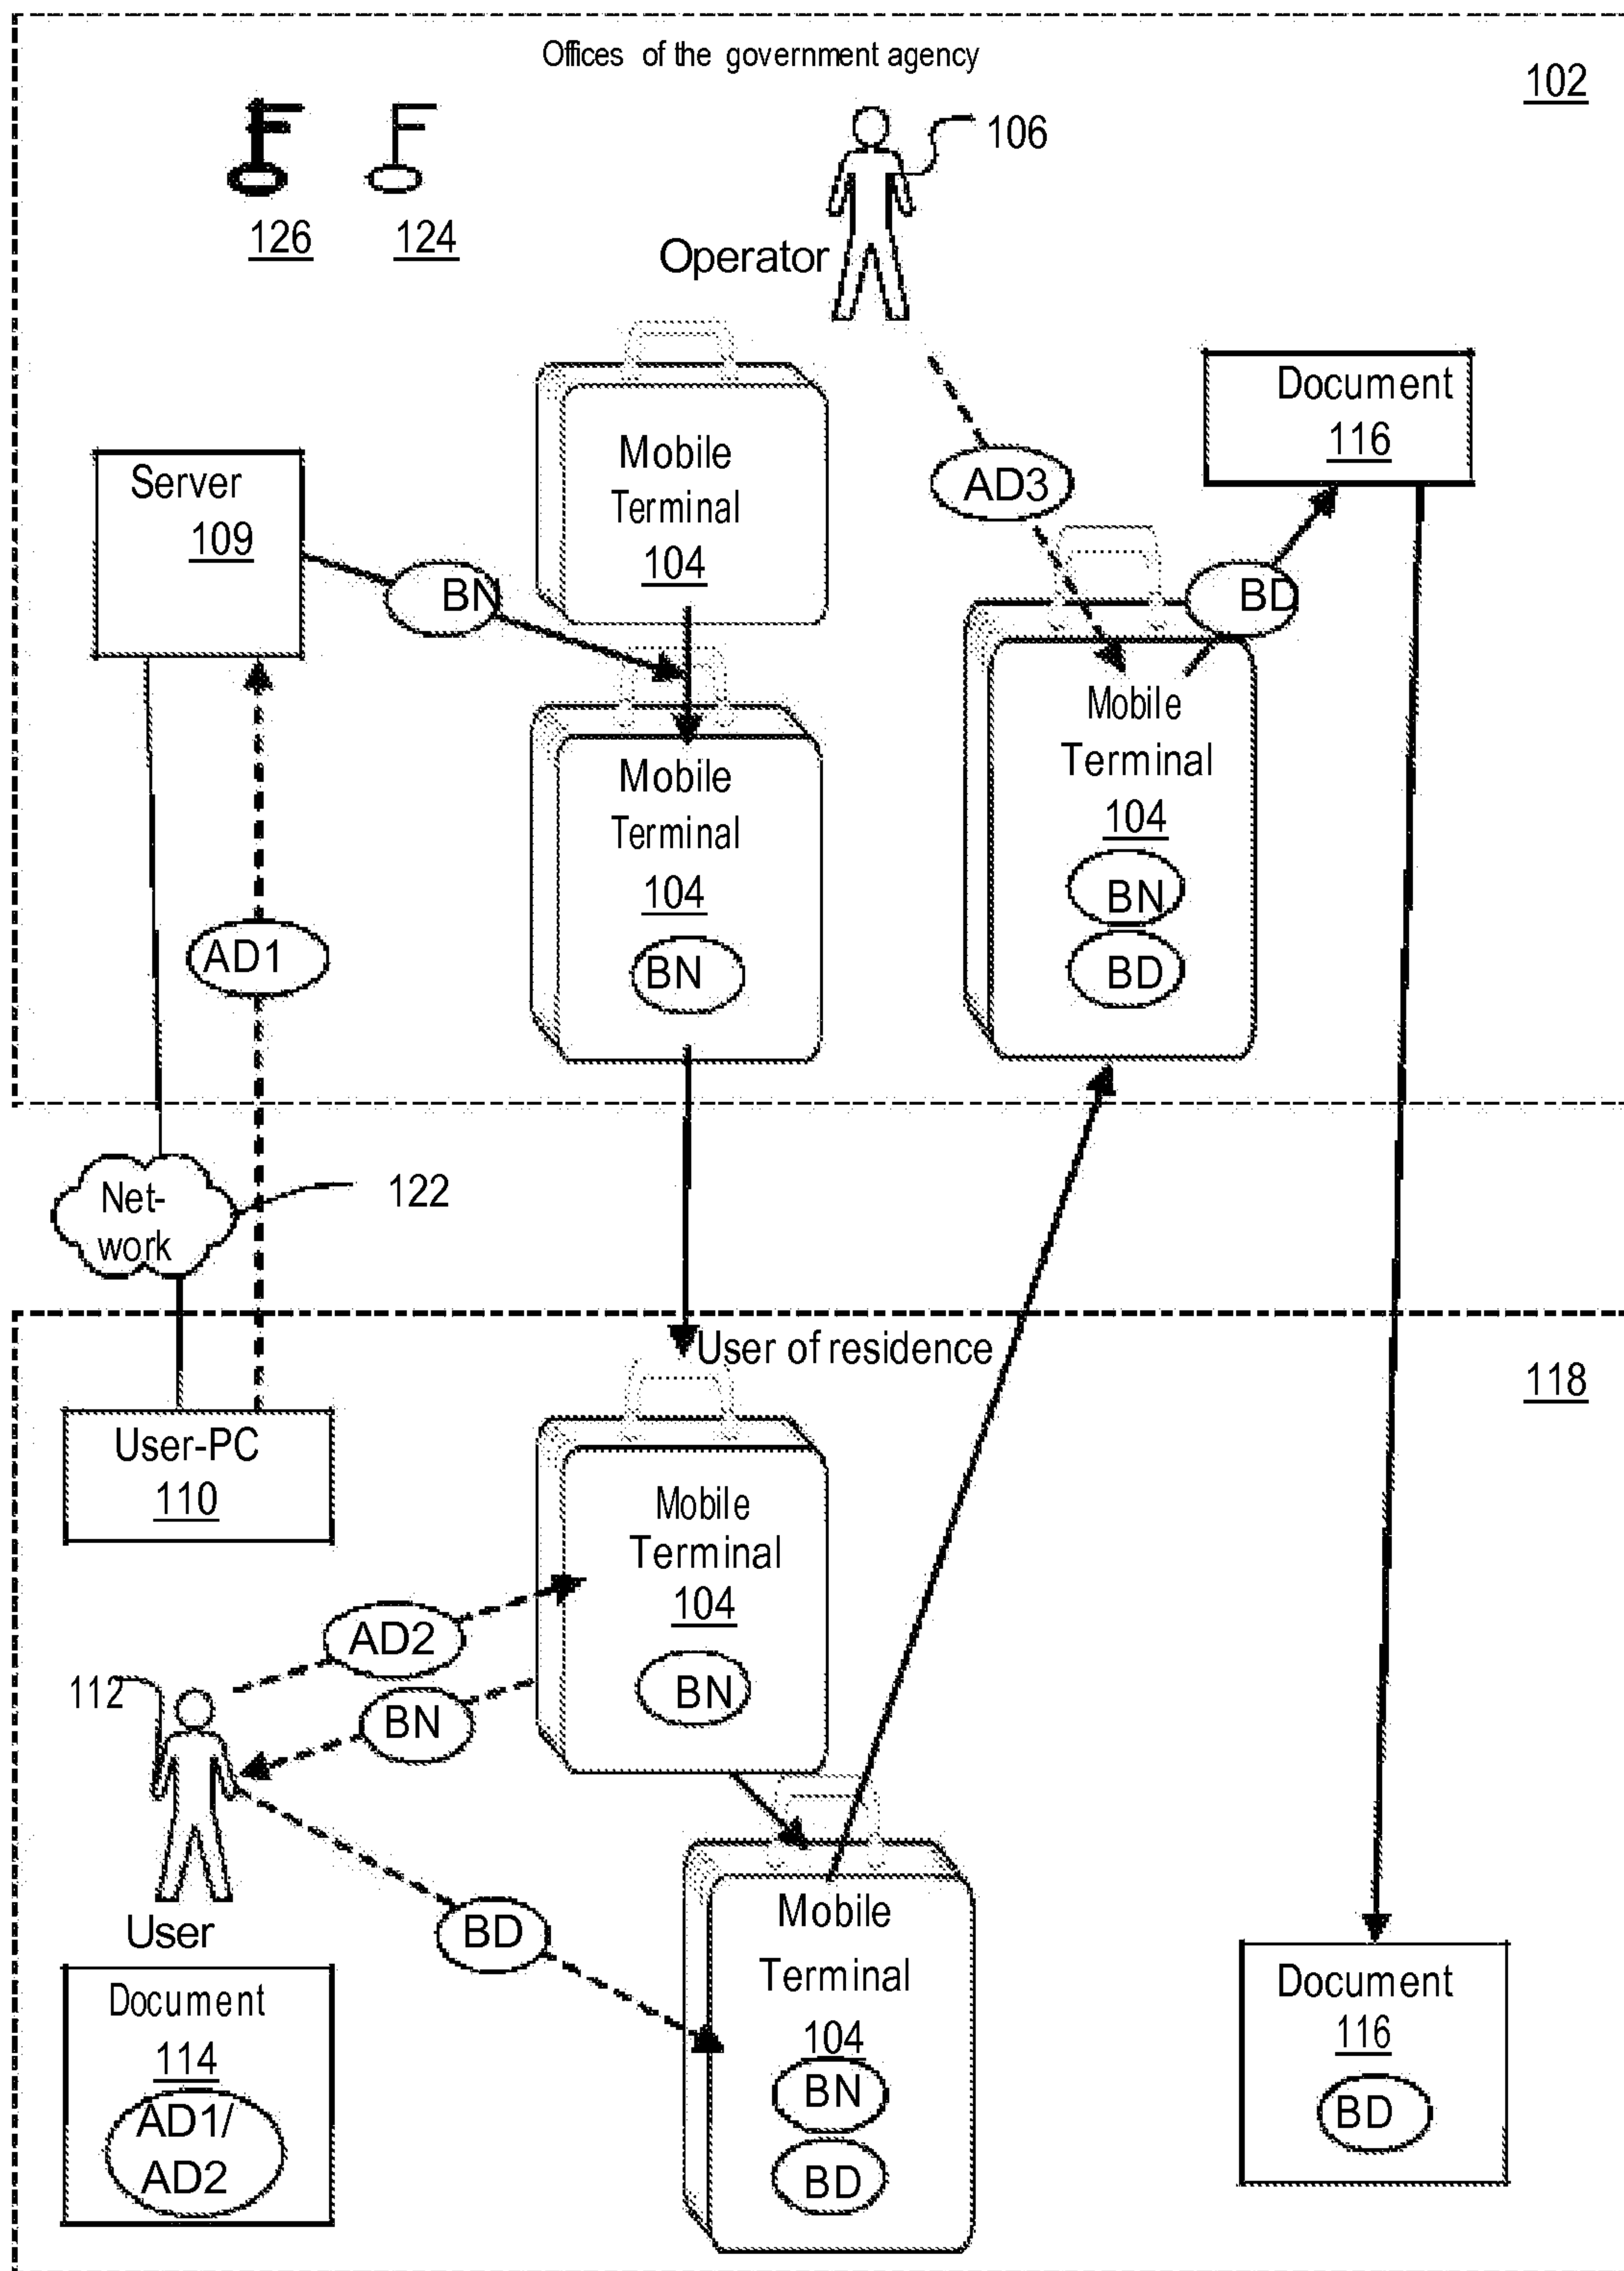 Offices of the government agency
102
106
126
124
Operator
Document
116
Mobile
Terminal
104
AD3
Server
109
BN
BD
Mobile
Terminal
104
BN
BD
Mobile
Terminal
104
BN
AD1
Net-
work
122
User of residence
118
User-PC
110
Mobile
Terminal
104
BN
AD2
112
BN
User
BD
Mobile
Terminal
104
BN
BD
Document
114
AD1/
AD2
Document
116
BD